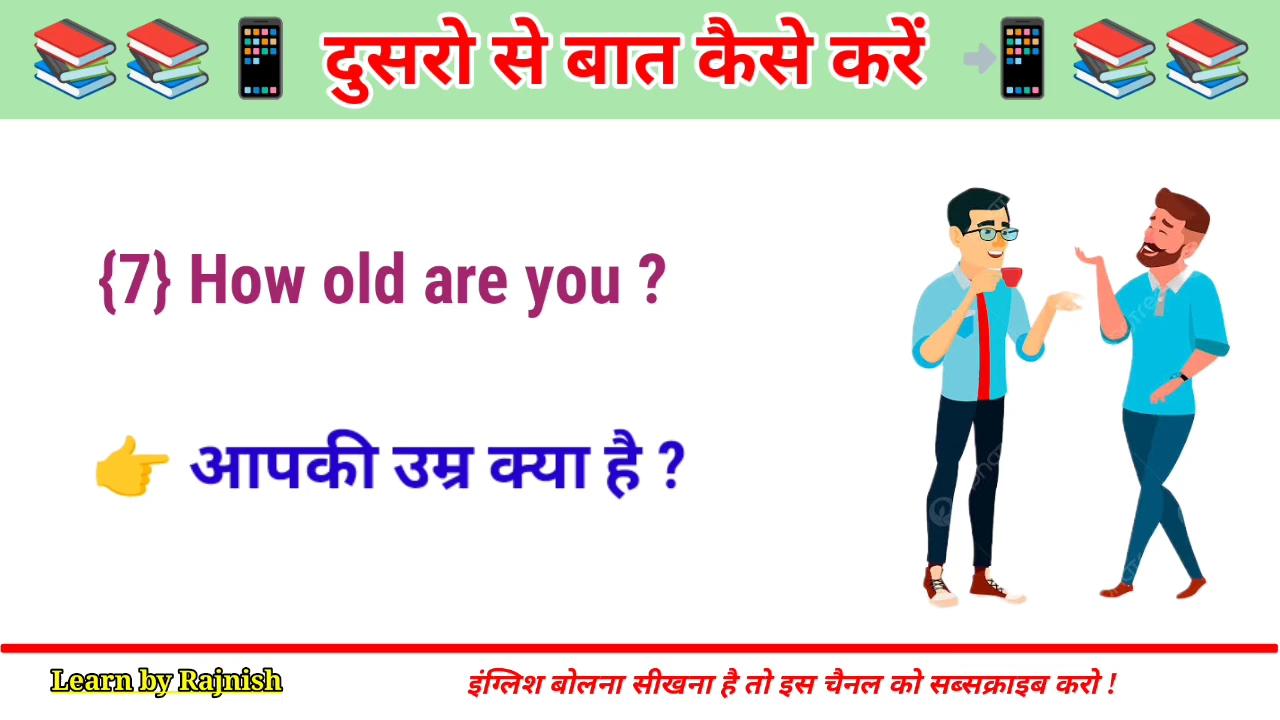 दुसरो से बात कैसे करें
{7} How old are you ?
आपकी उम्र क्या है ?
Learn by Rajnish
इंग्लिश बोलना सीखना है तो इस चैनल को सब्सक्राइब करो !